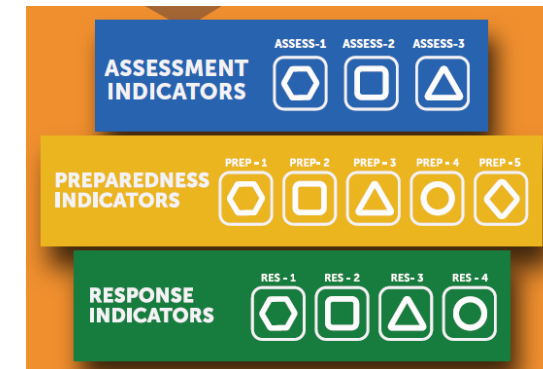 ASSESS-1 ASSESS-2 ASSESS-3
ASSESSMENT
INDICATORS
PREP - 1 PREP- 2 PREP - 3 PREP - 4 PREP - 5
PREPAREDNESS
INDICATORS
RES - 1 RES - 2 RES- 3 RES - 4
RESPONSE
INDICATORS